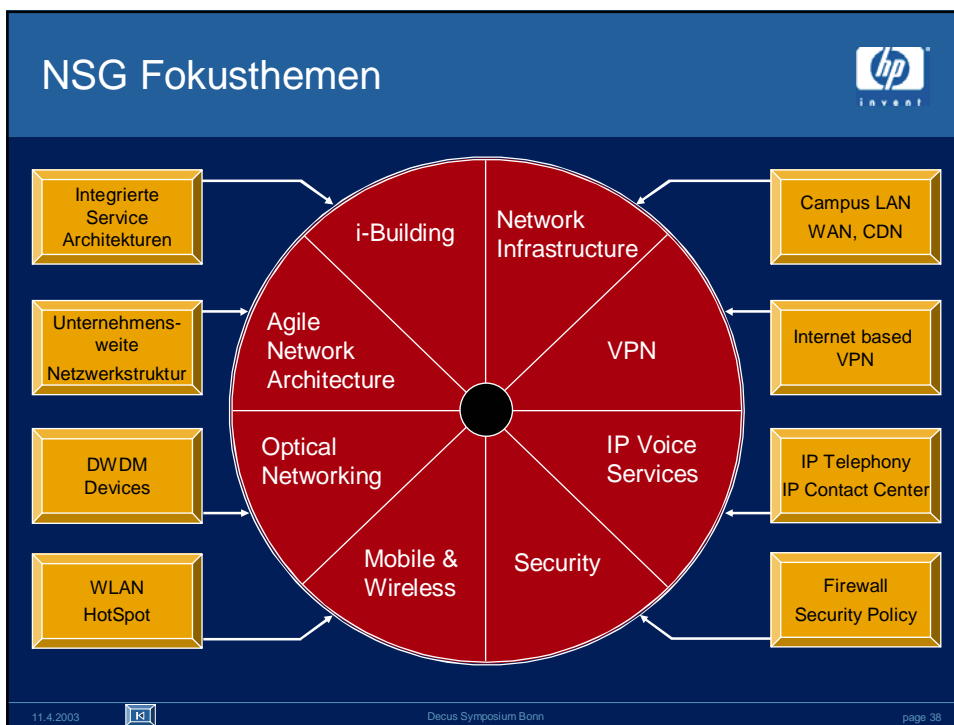 NSG Fokusthemen
hp
invent
Integrierte
Service
Architekturen
Unternehmens-
weite
Netzwerkstruktur
DWDM
Devices
WLAN
HotSpot
i-Building
Network
Infrastructure
Agile
Network
Architecture
VPN
Optical
Networking
IP Voice
Services
Mobile &
Wireless
Security
Campus LAN
WAN, CDN
Internet based
VPN
IP Telephony
IP Contact Center
Firewall
Security Policy
11.4.2003
Decus Symposium Bonn
page 38